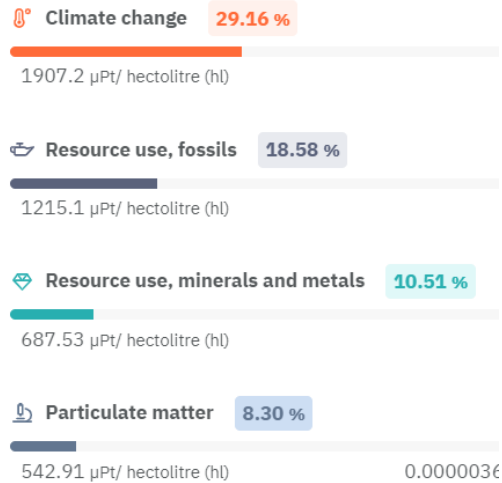 Climate change 29.16 %
1907.2 µPt/ hectolitre (hl)
Resource use, fossils 18.58 %
1215.1 µPt/ hectolitre (hl)
Resource use, minerals and metals 10.51 %
687.53 µPt/ hectolitre (hl)
Particulate matter 8.30 %
542.91 µPt/ hectolitre (hl) 0.0000036